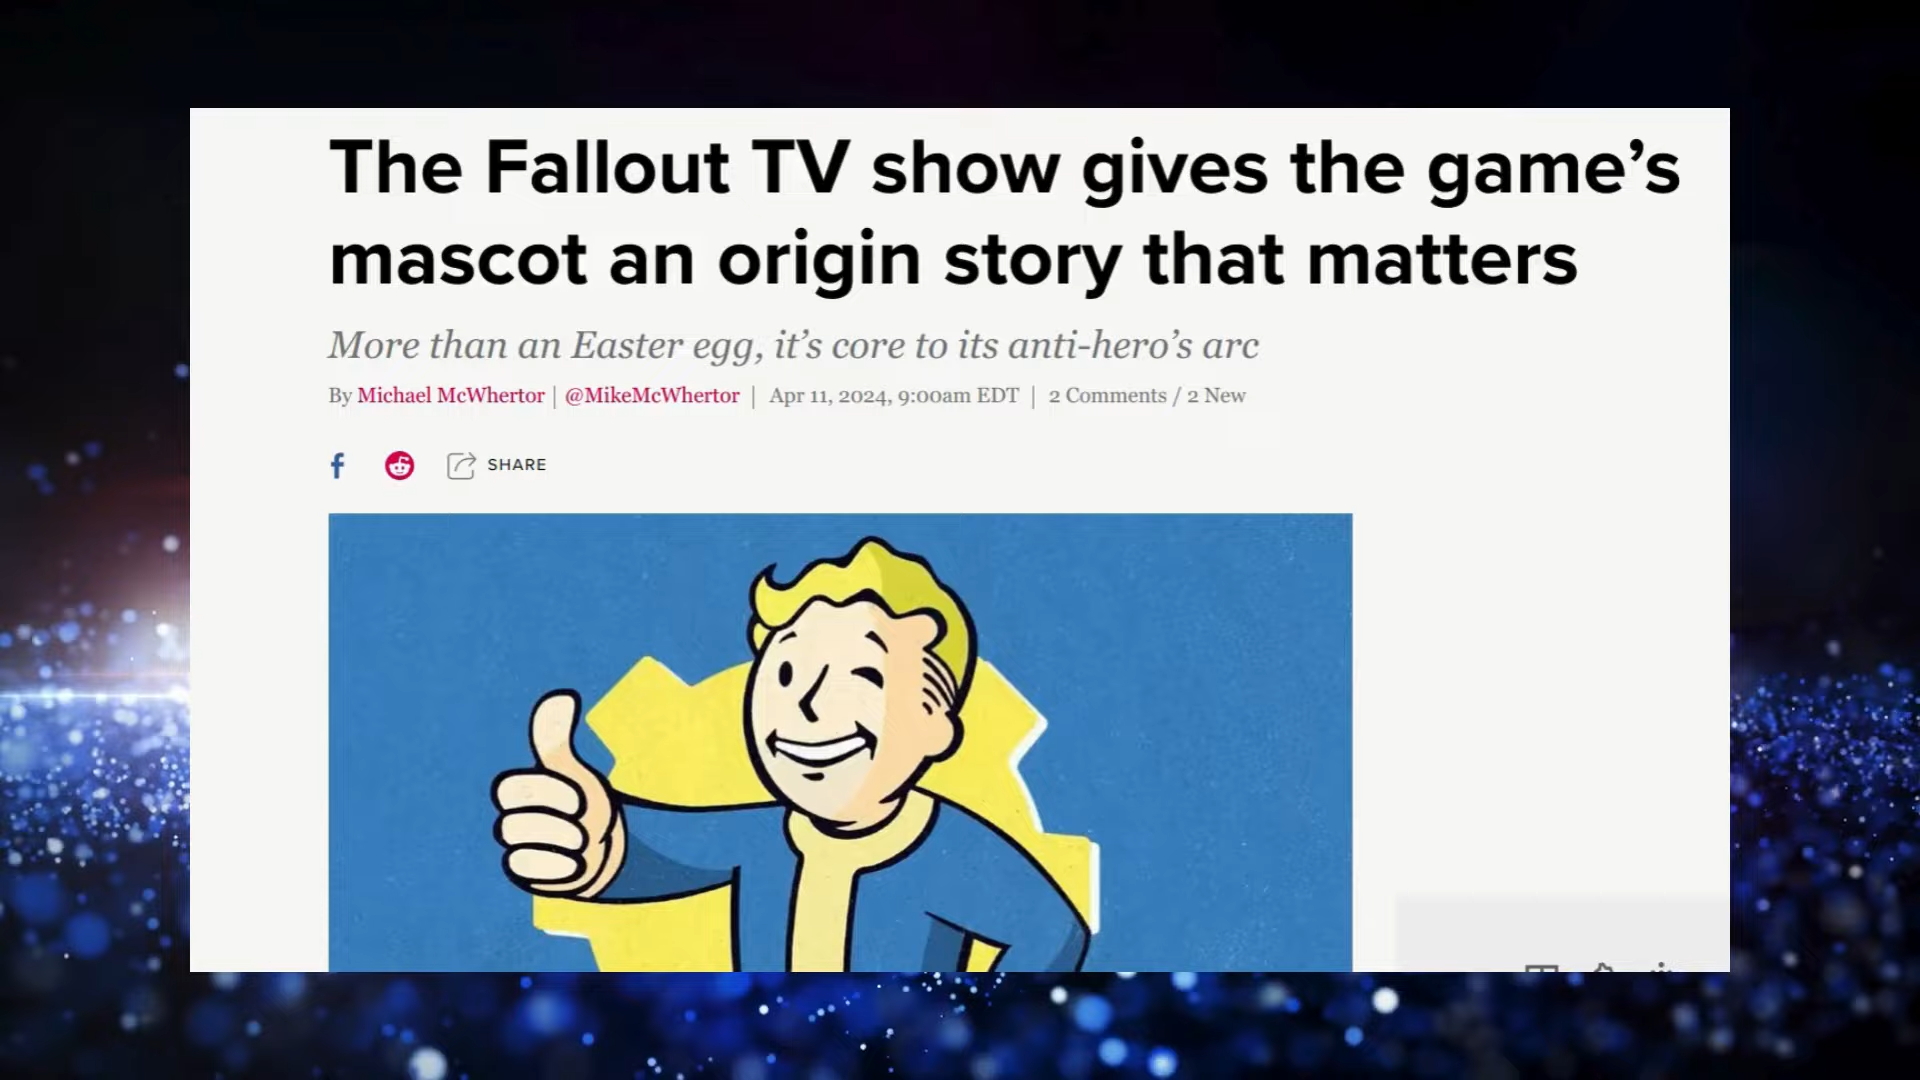 The Fallout TV show gives the game’s
mascot an origin story that matters
More than an Easter egg, it’s core to its anti-hero’s arc
By Michael McWhertor | @MikeMcWhertor | Apr 11, 2024, 9:00am EDT | 2 Comments / 2 New
SHARE